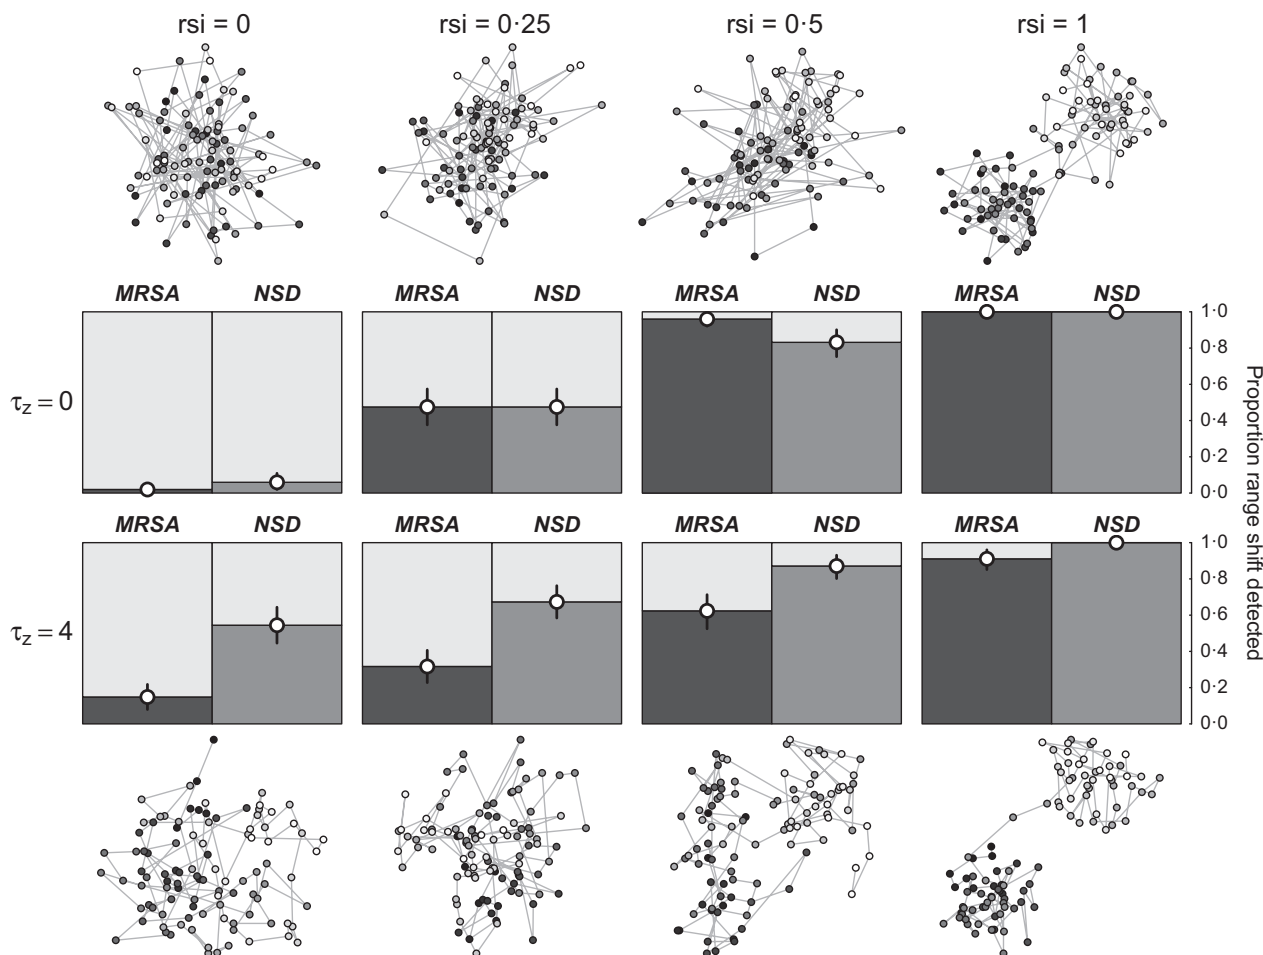 rsi = 0 rsi = 0·25 rsi = 0·5 rsi = 1
MRSA NSD MRSA NSD MRSA NSD MRSA NSD
τz = 0
1·0
0·8
0·6
0·4
0·2
0·0
MRSA NSD MRSA NSD MRSA NSD MRSA NSD
τz = 4
1·0
0·8
0·6
0·4
0·2
0·0
Proportion range shift detected